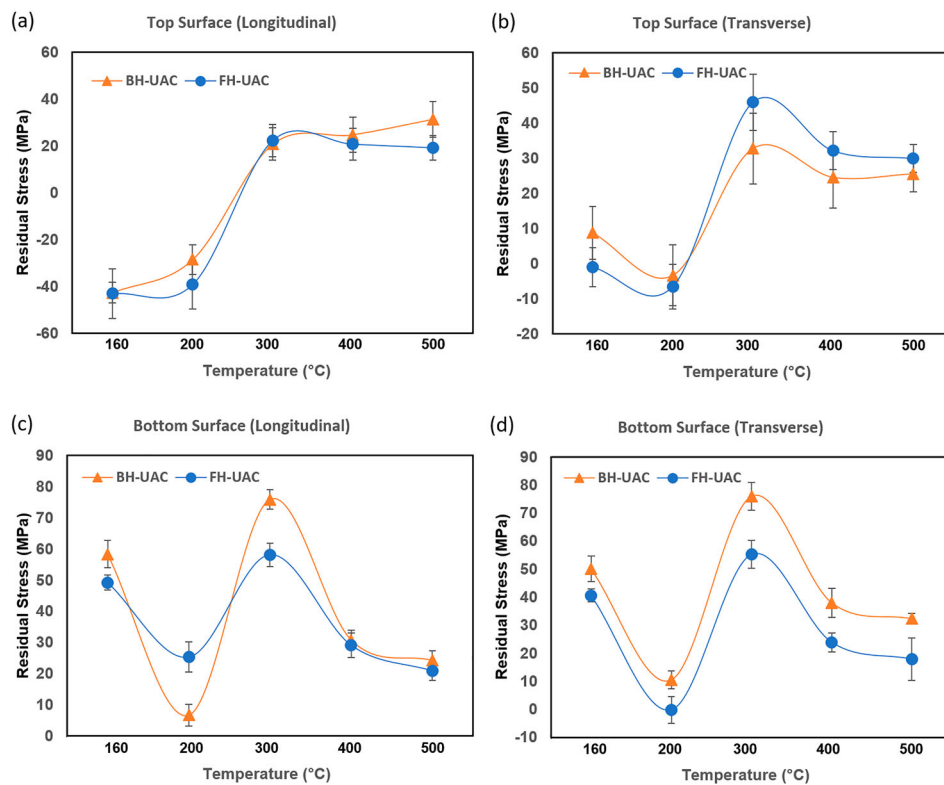 (a)
Top Surface (Longitudinal)
60
40
20
0
-20
-40
-60
Residual Stress (MPa)
BH-UAC
FH-UAC
160 200 300 400 500
Temperature (°C)
(b)
Top Surface (Transverse)
60
50
40
30
20
10
0
-10
-20
Residual Stress (MPa)
BH-UAC
FH-UAC
160 200 300 400 500
Temperature (°C)
(c)
Bottom Surface (Longitudinal)
90
80
70
60
50
40
30
20
10
0
Residual Stress (MPa)
BH-UAC
FH-UAC
160 200 300 400 500
Temperature (°C)
(d)
Bottom Surface (Transverse)
90
80
70
60
50
40
30
20
10
0
-10
Residual Stress (MPa)
BH-UAC
FH-UAC
160 200 300 400 500
Temperature (°C)